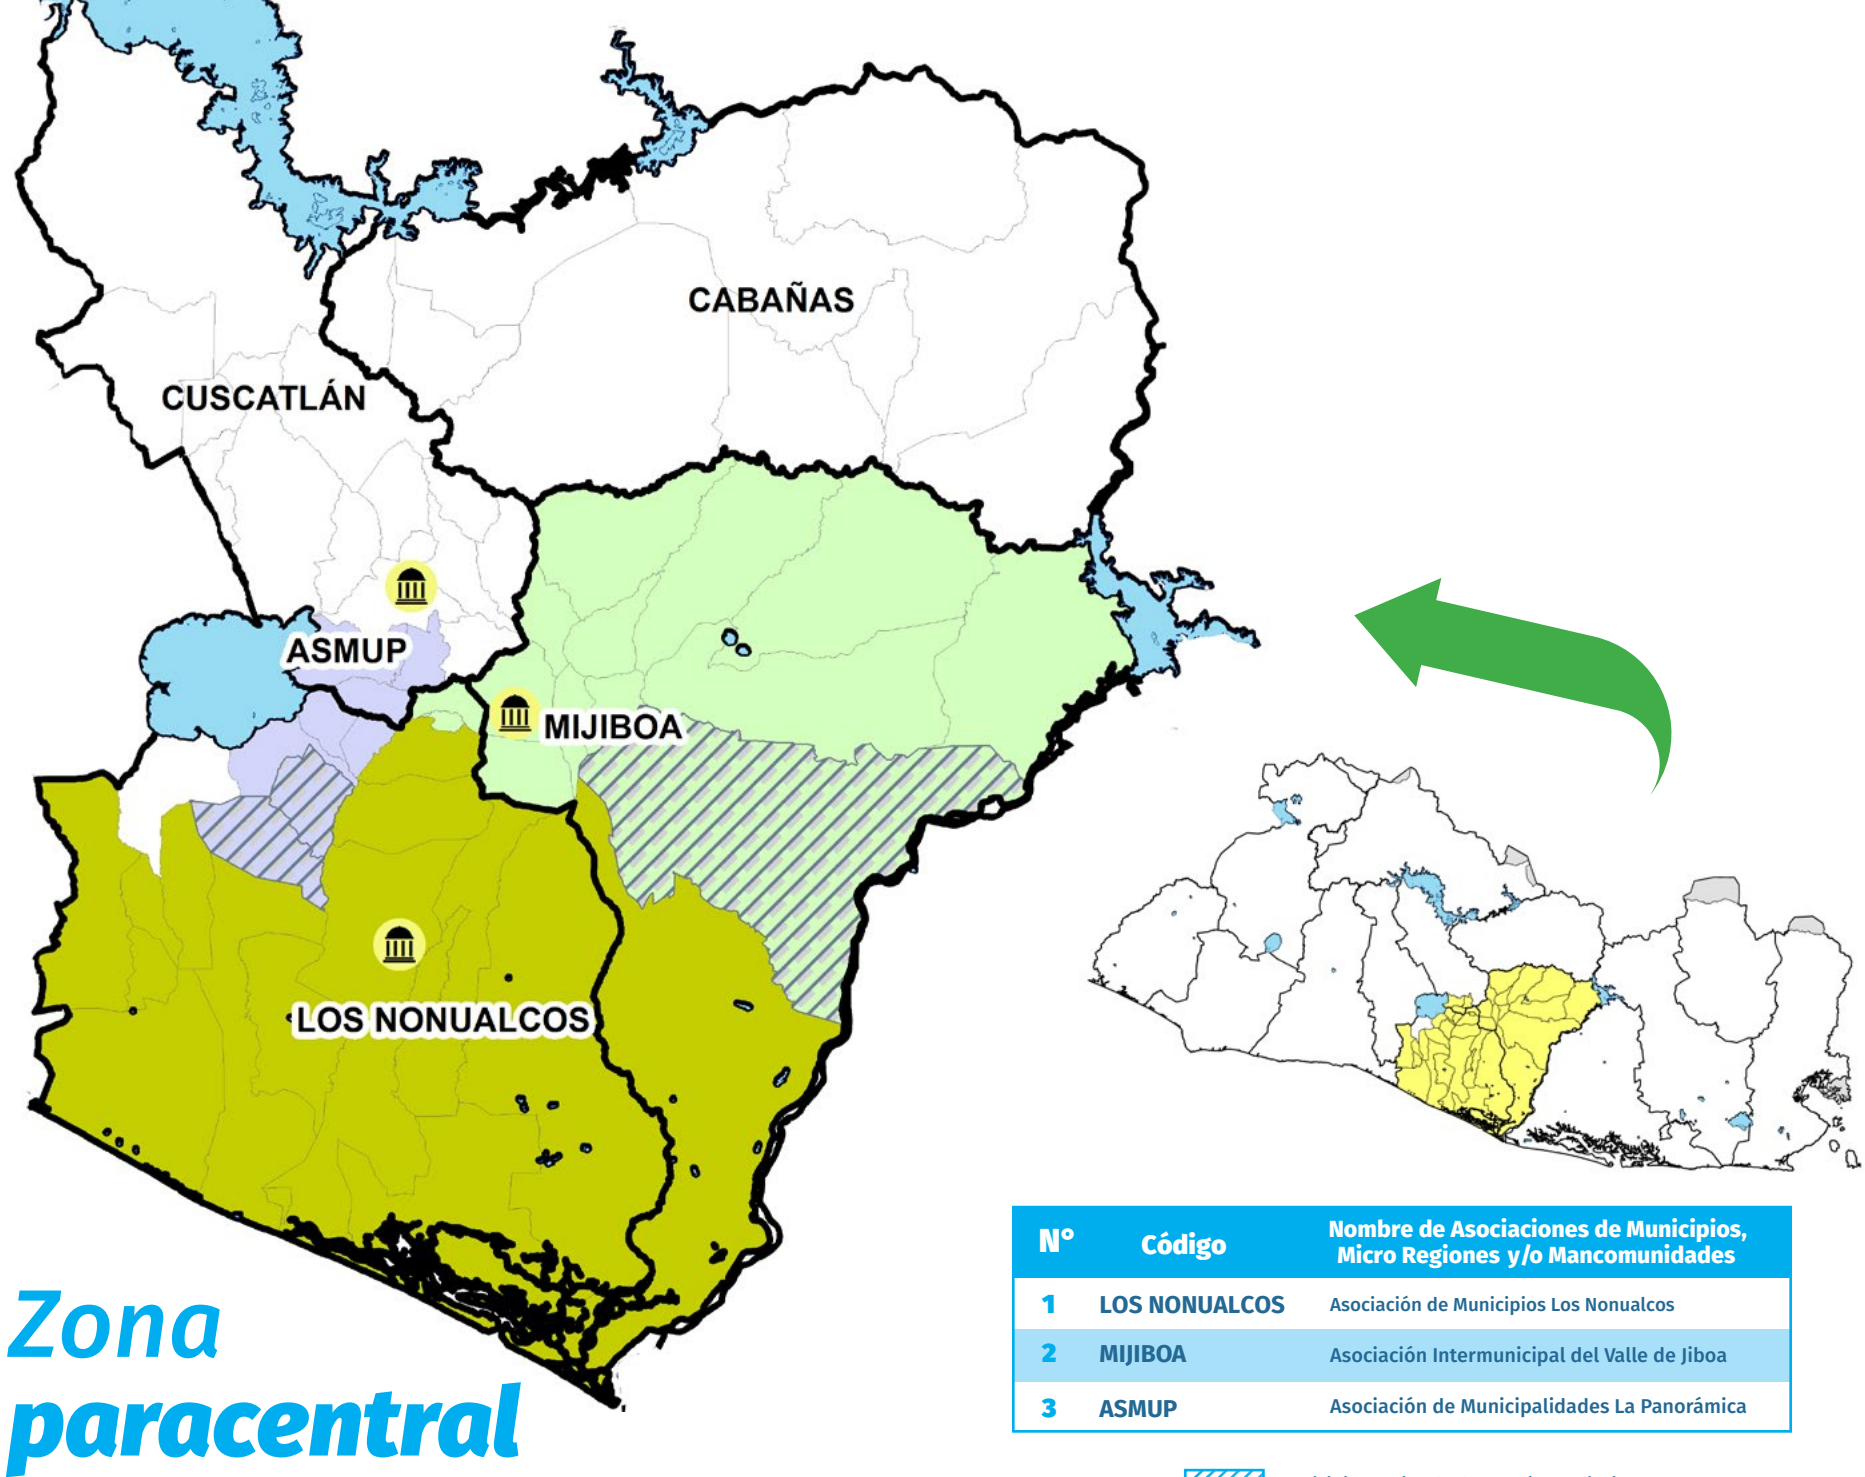 CABAÑAS
CUSCATLÁN
ASMUP
MIJIBOA
LOS NONUALCOS
Zona
paracentral
N° Código Nombre de Asociaciones de Municipios,
Micro Regiones y/o Mancomunidades
1 LOS NONUALCOS Asociación de Municipios Los Nonualcos
2 MIJIBOA Asociación Intermunicipal del Valle de Jiboa
3 ASMUP Asociación de Municipalidades La Panorámica